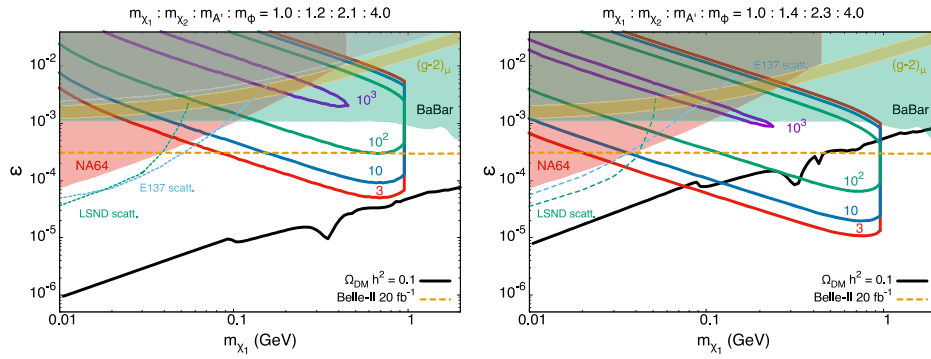 m_χ1 : m_χ2 : m_A' : m_Φ = 1.0 : 1.2 : 2.1 : 4.0
10^-2
10^-3
10^-4
10^-5
10^-6
ε
(g-2)_μ
BaBar
10^3
10^2
10
3
NA64
E137 scatt.
LSND scatt.
Ω_DM h^2 = 0.1
Belle-II 20 fb^-1
0.01
0.1
1
m_χ1 (GeV)
m_χ1 : m_χ2 : m_A' : m_Φ = 1.0 : 1.4 : 2.3 : 4.0
10^-2
10^-3
10^-4
10^-5
10^-6
ε
E137 scatt.
(g-2)_μ
BaBar
10^3
10^2
10
3
NA64
LSND scatt.
Ω_DM h^2 = 0.1
Belle-II 20 fb^-1
0.01
0.1
1
m_χ1 (GeV)